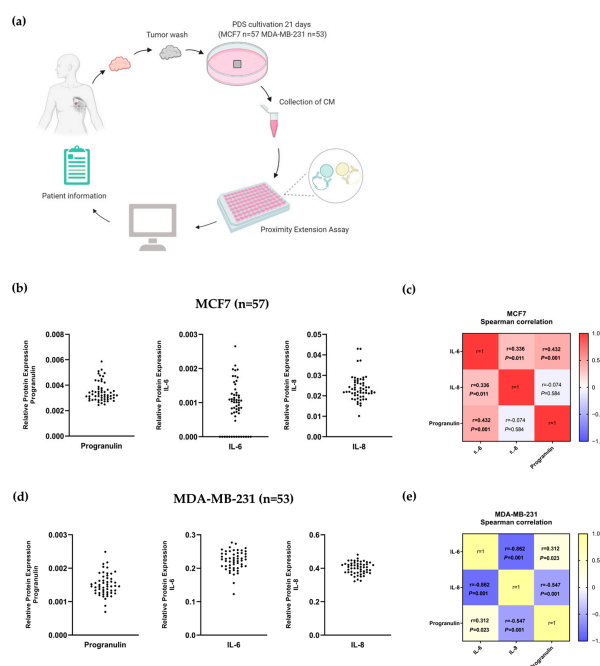 (a)
PDS cultivation 21 days
(MCF7 n=57 MDA-MB-231 n=53)
Tumor wash
Collection of CM
Patient information
Proximity Extension Assay
(b)
MCF7 (n=57)
Relative Protein Expression
Progranulin
0.008
0.006
0.004
0.002
0.000
Progranulin
Relative Protein Expression
IL-6
0.003
0.002
0.001
0.000
IL-6
Relative Protein Expression
IL-8
0.05
0.04
0.03
0.02
0.01
0.00
IL-8
(c)
MCF7
Spearman correlation
IL-6
r=1
r=0.336
P=0.011
r=0.432
P=0.001
IL-8
r=0.336
P=0.011
r=1
r=-0.074
P=0.584
Progranulin
r=0.432
P=0.001
r=-0.074
P=0.584
r=1
IL-6
IL-8
Progranulin
1.0
0.5
0
-0.5
-1.0
(d)
MDA-MB-231 (n=53)
Relative Protein Expression
Progranulin
0.003
0.002
0.001
0.000
Progranulin
Relative Protein Expression
IL-6
0.3
0.2
0.1
0.0
IL-6
Relative Protein Expression
IL-8
0.8
0.6
0.4
0.2
0.0
IL-8
(e)
MDA-MB-231
Spearman correlation
IL-6
r=1
r=-0.862
P=0.001
r=0.312
P=0.023
IL-8
r=-0.862
P=0.001
r=1
r=-0.547
P=0.001
Progranulin
r=0.312
P=0.023
r=-0.547
P=0.001
r=1
IL-6
IL-8
Progranulin
1.0
0.5
0
-0.5
-1.0